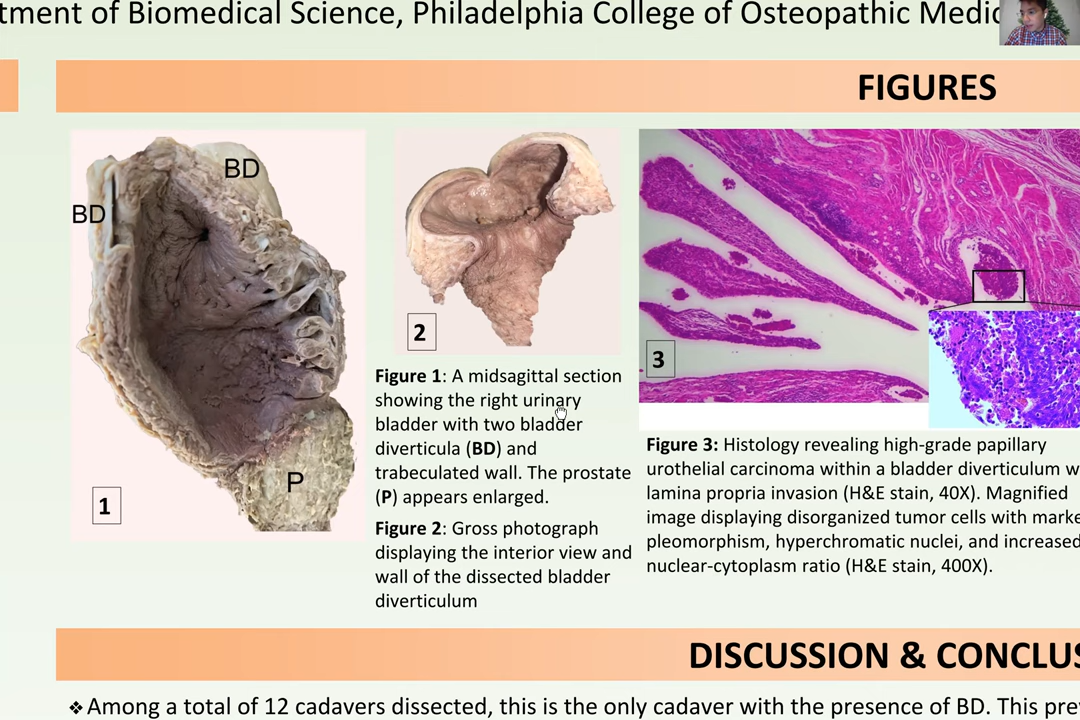 tment of Biomedical Science, Philadelphia College of Osteopathic Medic
FIGURES
BD
BD
P
1
2
3
Figure 1: A midsagittal section
showing the right urinary
bladder with two bladder
diverticula (BD) and
trabeculated wall. The prostate
(P) appears enlarged.
Figure 2: Gross photograph
displaying the interior view and
wall of the dissected bladder
diverticulum
Figure 3: Histology revealing high-grade papillary
urothelial carcinoma within a bladder diverticulum w
lamina propria invasion (H&E stain, 40X). Magnified
image displaying disorganized tumor cells with marke
pleomorphism, hyperchromatic nuclei, and increased
nuclear-cytoplasm ratio (H&E stain, 400X).
DISCUSSION & CONCLUS
❖Among a total of 12 cadavers dissected, this is the only cadaver with the presence of BD. This pre